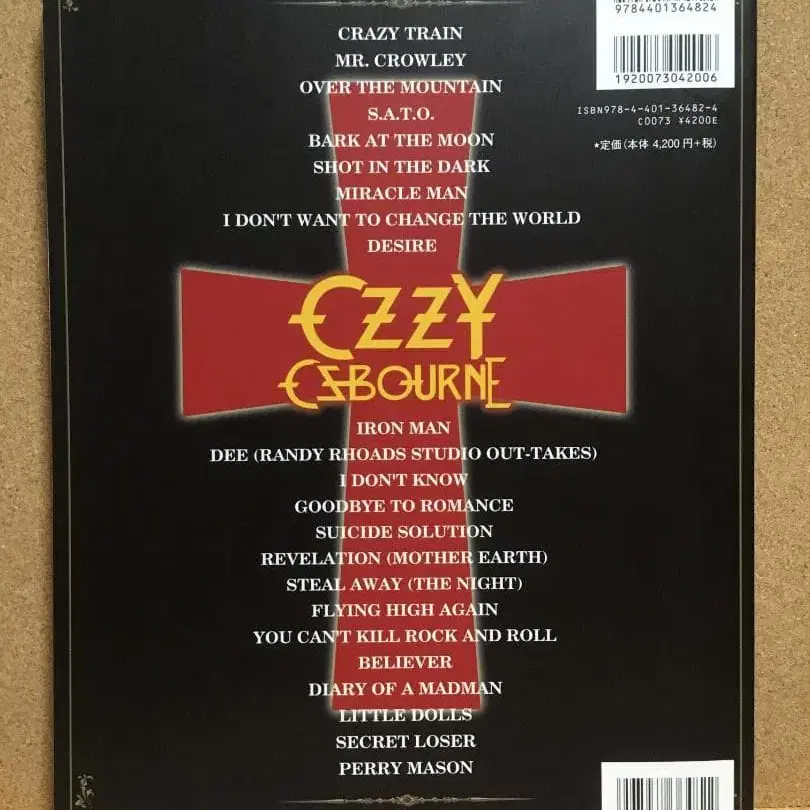 9784401364824
1920073042006
ISBN978-4-401-36482-4
C0073 ¥4200E
★定価(本体 4,200円+税)
CRAZY TRAIN
MR. CROWLEY
OVER THE MOUNTAIN
S.A.T.O.
BARK AT THE MOON
SHOT IN THE DARK
MIRACLE MAN
I DON'T WANT TO CHANGE THE WORLD
DESIRE
OZZY
OSBOURNE
IRON MAN
DEE (RANDY RHOADS STUDIO OUT-TAKES)
I DON'T KNOW
GOODBYE TO ROMANCE
SUICIDE SOLUTION
REVELATION (MOTHER EARTH)
STEAL AWAY (THE NIGHT)
FLYING HIGH AGAIN
YOU CAN'T KILL ROCK AND ROLL
BELIEVER
DIARY OF A MADMAN
LITTLE DOLLS
SECRET LOSER
PERRY MASON